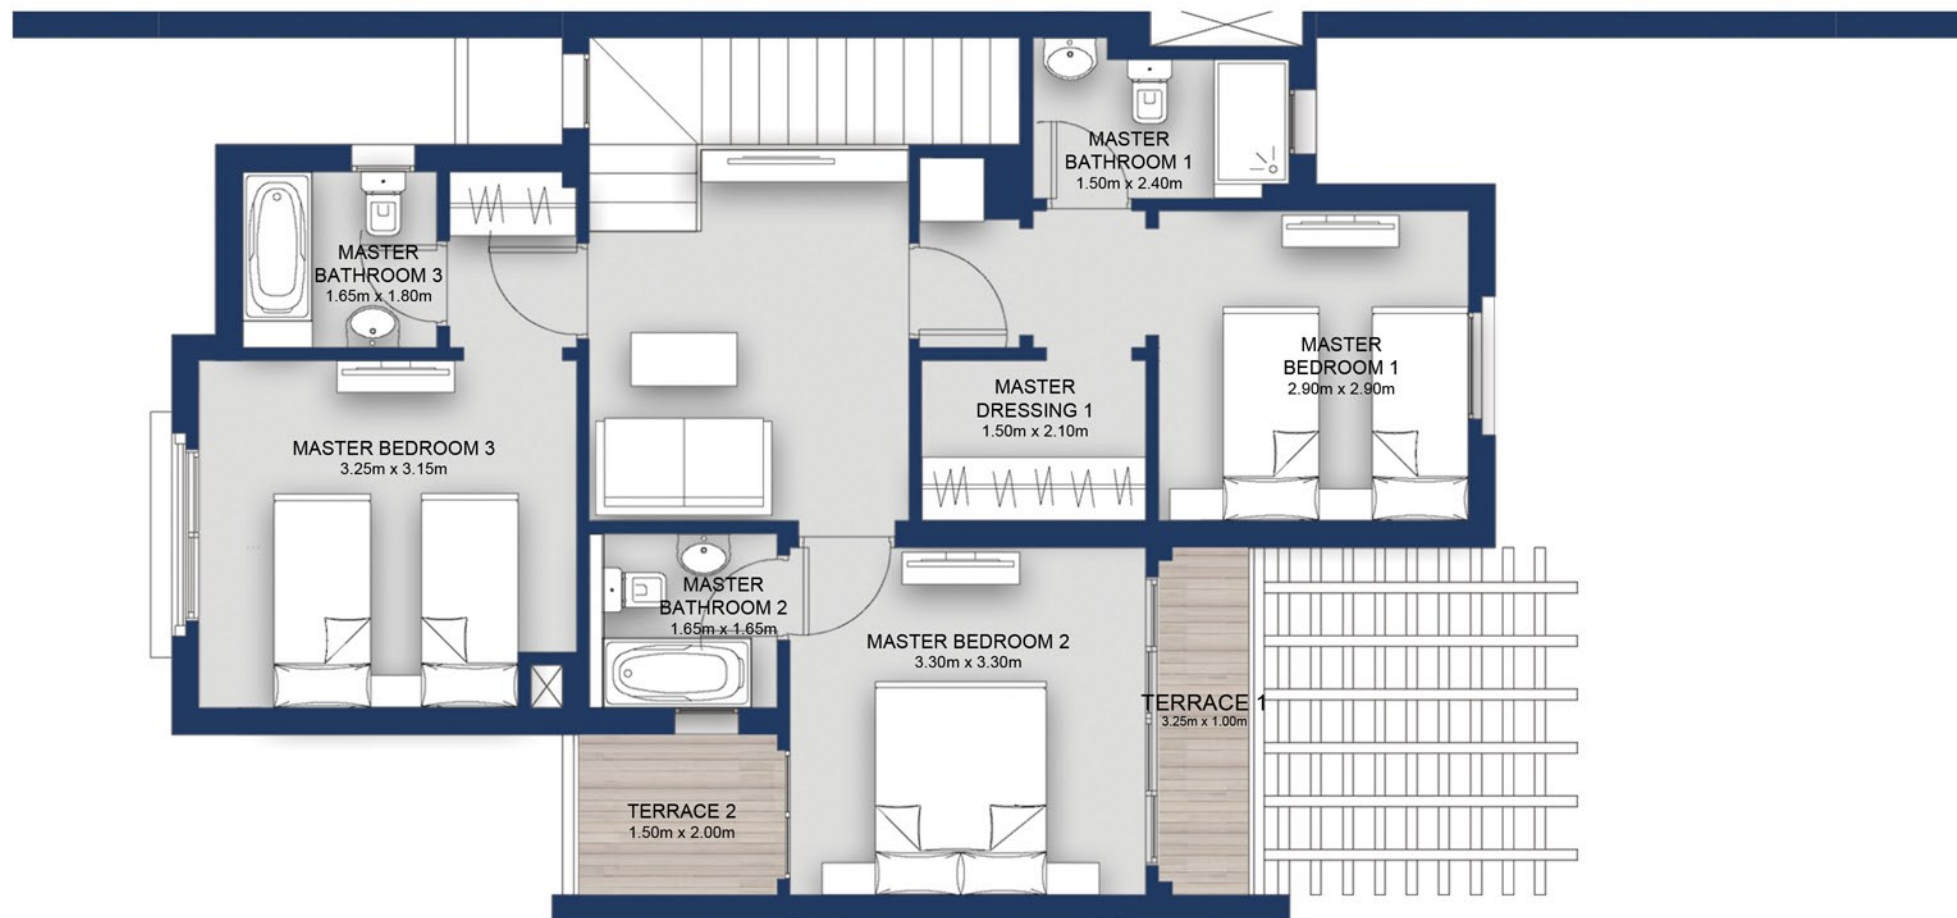 MASTER
BATHROOM 1
1.50m x 2.40m
MASTER
BATHROOM 3
1.65m x 1.80m
MASTER
BEDROOM 1
2.90m x 2.90m
MASTER
DRESSING 1
1.50m x 2.10m
MASTER BEDROOM 3
3.25m x 3.15m
MASTER
BATHROOM 2
1.65m x 1.65m
MASTER BEDROOM 2
3.30m x 3.30m
TERRACE 1
3.25m x 1.00m
TERRACE 2
1.50m x 2.00m